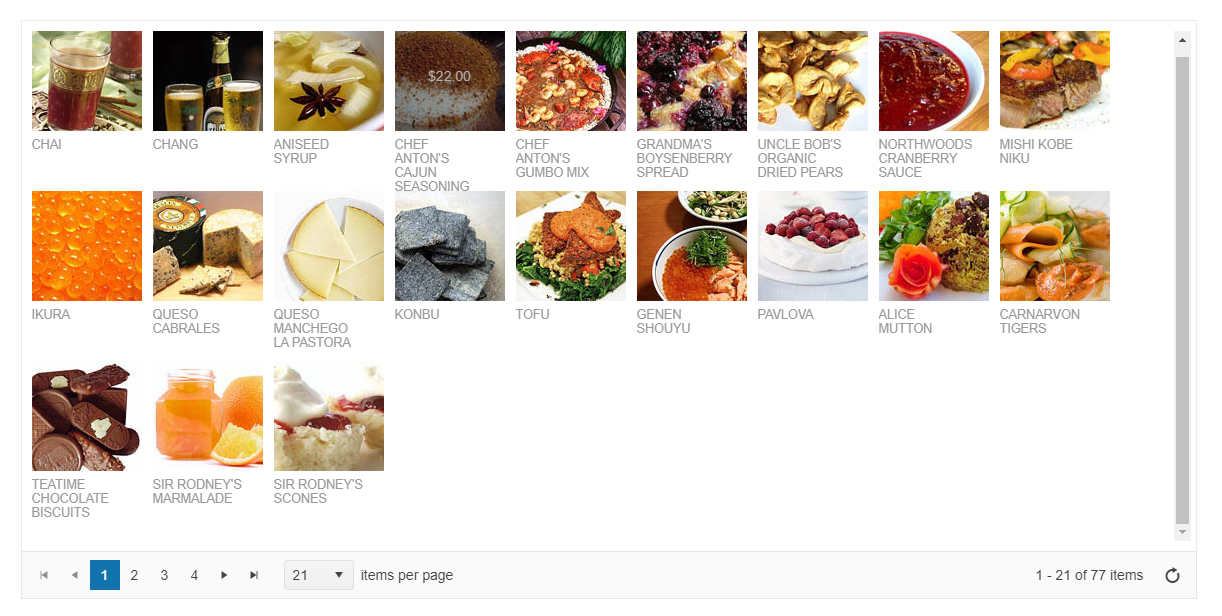 $22.00
CHAI
CHANG
ANISEED
SYRUP
CHEF
ANTON'S
CAJUN
SEASONING
CHEF
ANTON'S
GUMBO MIX
GRANDMA'S
BOYSENBERRY
SPREAD
UNCLE BOB'S
ORGANIC
DRIED PEARS
NORTHWOODS
CRANBERRY
SAUCE
MISHI KOBE
NIKU
IKURA
QUESO
CABRALES
QUESO
MANCHEGO
LA PASTORA
KONBU
TOFU
GENEN
SHOUYU
PAVLOVA
ALICE
MUTTON
CARNARVON
TIGERS
TEATIME
CHOCOLATE
BISCUITS
SIR RODNEY'S
MARMALADE
SIR RODNEY'S
SCONES
1 2 3 4 21 items per page 1 - 21 of 77 items